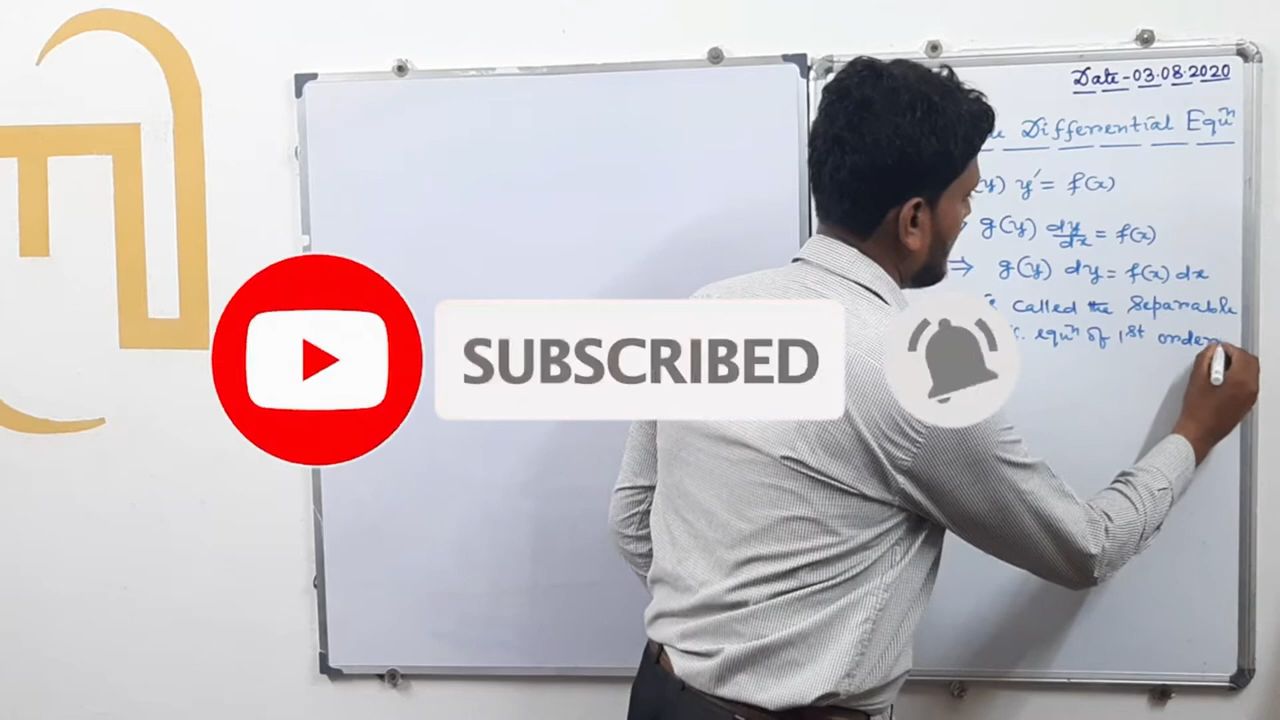 Date-03.08.2020
Differential Equⁿ
y) y' = f(x)
g(y) dy/dx = f(x)
⇒ g(y) dy = f(x) dx
called the Separable
equⁿ of 1st order
SUBSCRIBED